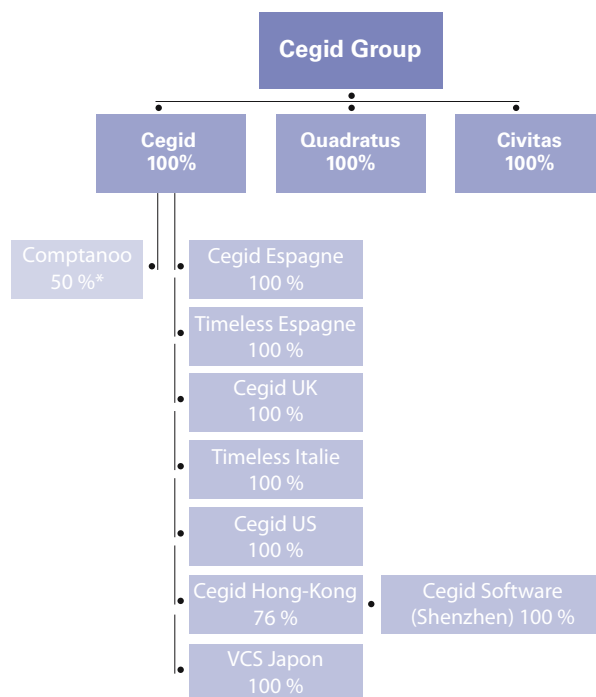 Cegid Group
Cegid
100%
Quadratus
100%
Civitas
100%
Comptanoo
50 %*
Cegid Espagne
100 %
Timeless Espagne
100 %
Cegid UK
100 %
Timeless Italie
100 %
Cegid US
100 %
Cegid Hong-Kong
76 %
Cegid Software
(Shenzhen) 100 %
VCS Japon
100 %